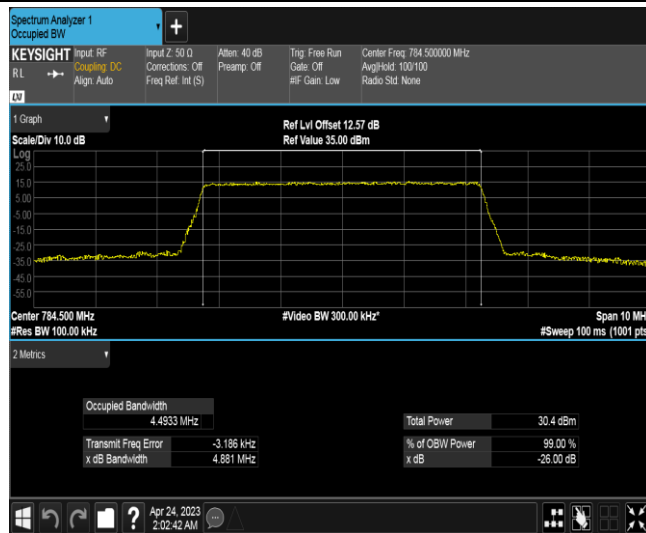 Spectrum Analyzer 1
Occupied BW
+
KEYSIGHT
RL
Input: RF
Coupling: DC
Align: Auto
Input Z: 50 Ω
Corrections: Off
Freq Ref: Int (S)
Atten: 40 dB
Preamp: Off
Trig: Free Run
Gate: Off
#IF Gain: Low
Center Freq: 784.500000 MHz
Avg|Hold: 100/100
Radio Std: None
LXI
1 Graph
Scale/Div 10.0 dB
Ref Lvl Offset 12.57 dB
Ref Value 35.00 dBm
Log
25.0
15.0
5.00
-5.00
-15.0
-25.0
-35.0
-45.0
-55.0
Center 784.500 MHz
#Res BW 100.00 kHz
#Video BW 300.00 kHz*
Span 10 MH
#Sweep 100 ms (1001 pts
2 Metrics
Occupied Bandwidth
4.4933 MHz
Transmit Freq Error -3.186 kHz
x dB Bandwidth 4.881 MHz
Total Power 30.4 dBm
% of OBW Power 99.00 %
x dB -26.00 dB
?
Apr 24, 2023
2:02:42 AM